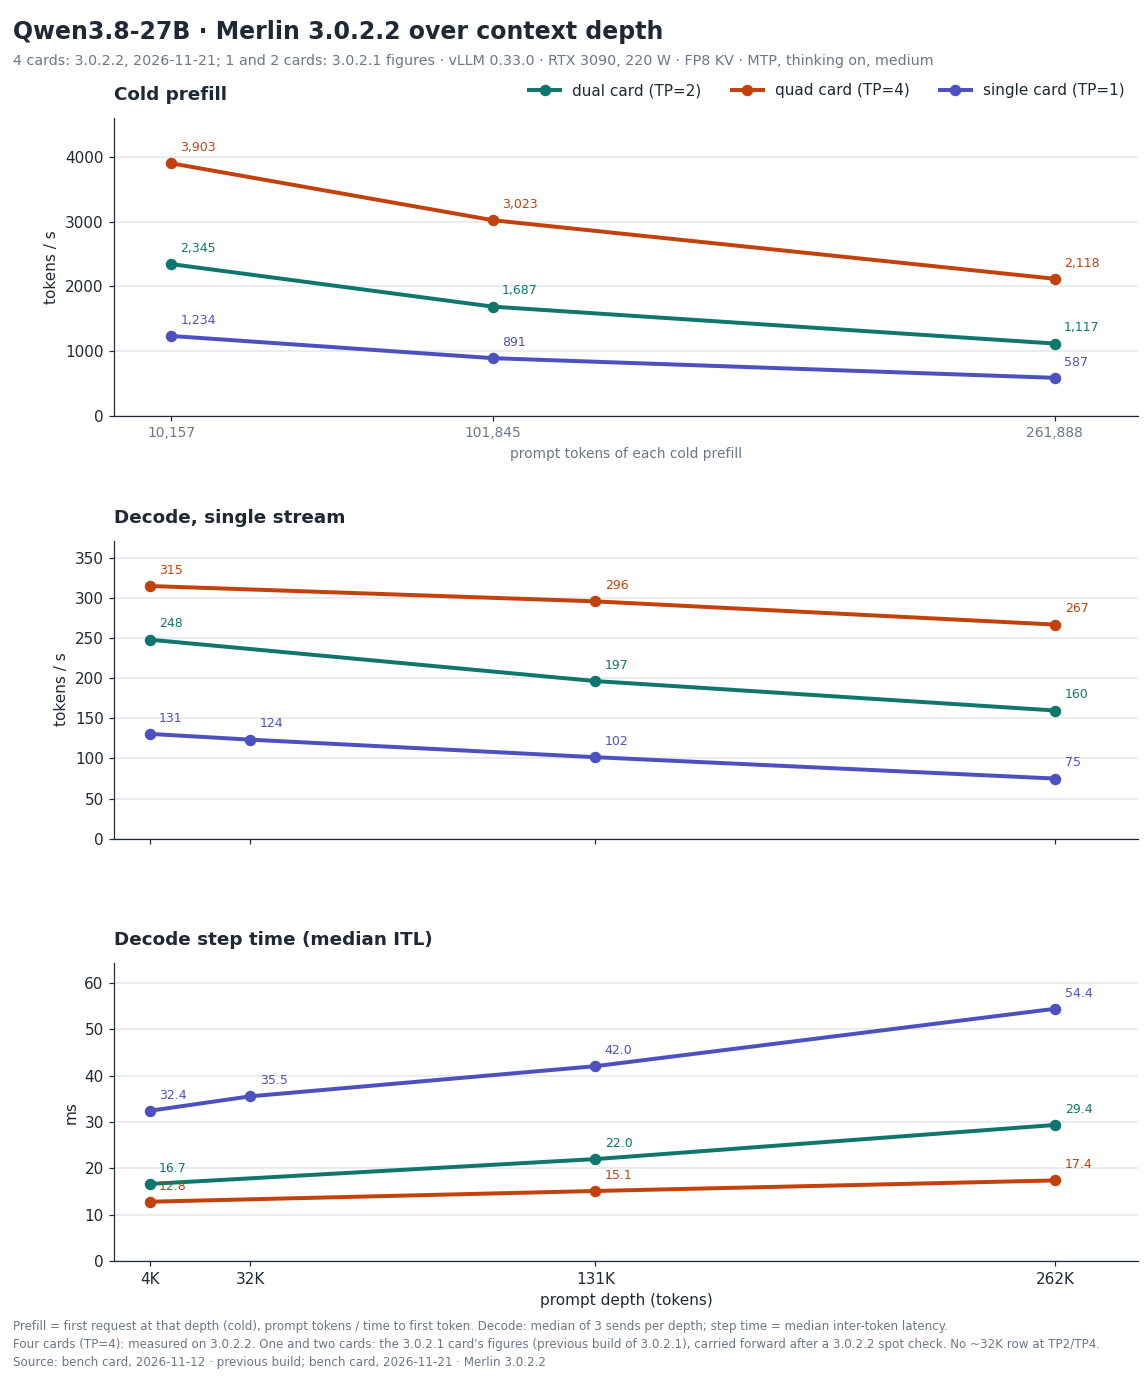 Qwen3.8-27B · Merlin 3.0.2.2 over context depth
4 cards: 3.0.2.2, 2026-11-21; 1 and 2 cards: 3.0.2.1 figures · vLLM 0.33.0 · RTX 3090, 220 W · FP8 KV · MTP, thinking on, medium
Cold prefill
dual card (TP=2)
quad card (TP=4)
single card (TP=1)
tokens / s
4000
3000
2000
1000
0
3,903
3,023
2,118
2,345
1,687
1,117
1,234
891
587
10,157
101,845
261,888
prompt tokens of each cold prefill
Decode, single stream
tokens / s
350
300
250
200
150
100
50
0
315
296
267
248
197
160
131
124
102
75
Decode step time (median ITL)
ms
60
50
40
30
20
10
0
54.4
42.0
35.5
32.4
29.4
22.0
16.7
12.8
15.1
17.4
4K
32K
131K
262K
prompt depth (tokens)
Prefill = first request at that depth (cold), prompt tokens / time to first token. Decode: median of 3 sends per depth; step time = median inter-token latency.
Four cards (TP=4): measured on 3.0.2.2. One and two cards: the 3.0.2.1 card's figures (previous build of 3.0.2.1), carried forward after a 3.0.2.2 spot check. No ~32K row at TP2/TP4.
Source: bench card, 2026-11-12 · previous build; bench card, 2026-11-21 · Merlin 3.0.2.2